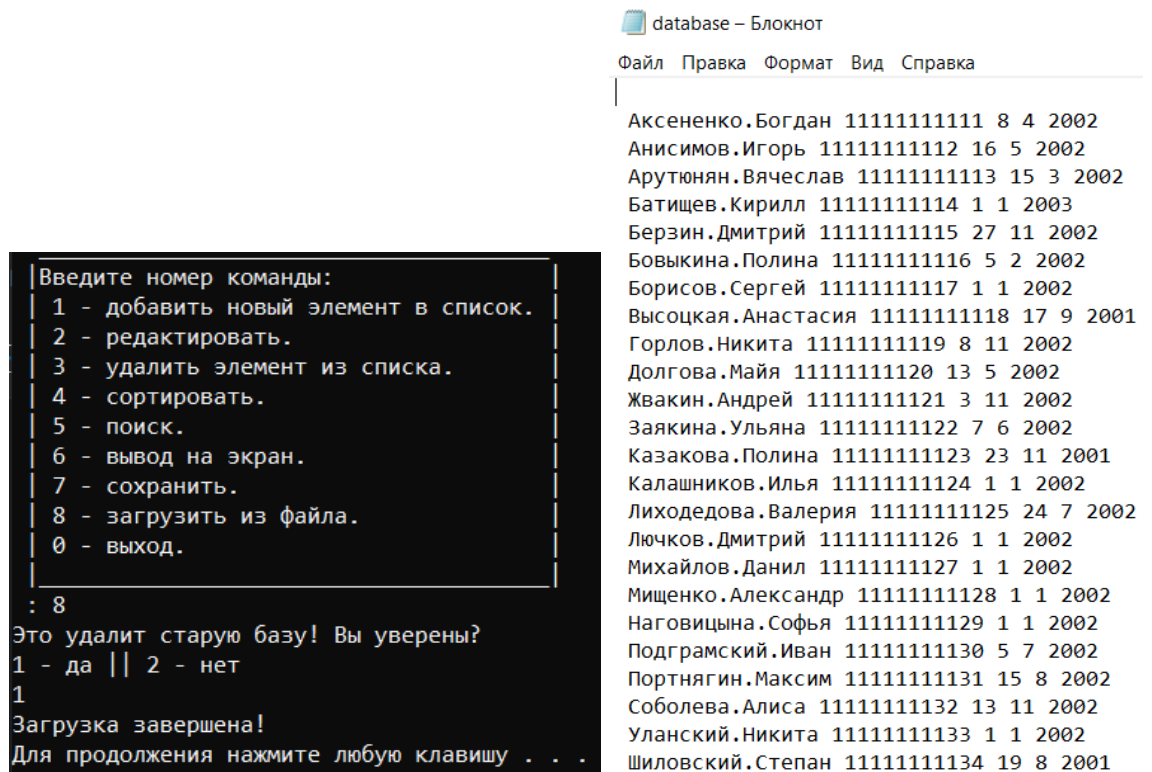 |Введите номер команды: |
| 1 - добавить новый элемент в список. |
| 2 - редактировать. |
| 3 - удалить элемент из списка. |
| 4 - сортировать. |
| 5 - поиск. |
| 6 - вывод на экран. |
| 7 - сохранить. |
| 8 - загрузить из файла. |
| 0 - выход. |
: 8
Это удалит старую базу! Вы уверены?
1 - да || 2 - нет
1
Загрузка завершена!
Для продолжения нажмите любую клавишу . . .
database – Блокнот
Файл Правка Формат Вид Справка
Аксененко.Богдан 11111111111 8 4 2002
Анисимов.Игорь 11111111112 16 5 2002
Арутюнян.Вячеслав 11111111113 15 3 2002
Батищев.Кирилл 11111111114 1 1 2003
Берзин.Дмитрий 11111111115 27 11 2002
Бовыкина.Полина 11111111116 5 2 2002
Борисов.Сергей 11111111117 1 1 2002
Высоцкая.Анастасия 11111111118 17 9 2001
Горлов.Никита 11111111119 8 11 2002
Долгова.Майя 11111111120 13 5 2002
Жвакин.Андрей 11111111121 3 11 2002
Заякина.Ульяна 11111111122 7 6 2002
Казакова.Полина 11111111123 23 11 2001
Калашников.Илья 11111111124 1 1 2002
Лиходедова.Валерия 11111111125 24 7 2002
Лючков.Дмитрий 11111111126 1 1 2002
Михайлов.Данил 11111111127 1 1 2002
Мищенко.Александр 11111111128 1 1 2002
Наговицына.Софья 11111111129 1 1 2002
Подграмский.Иван 11111111130 5 7 2002
Портнягин.Максим 11111111131 15 8 2002
Соболева.Алиса 11111111132 13 11 2002
Уланский.Никита 11111111133 1 1 2002
Шиловский.Степан 11111111134 19 8 2001